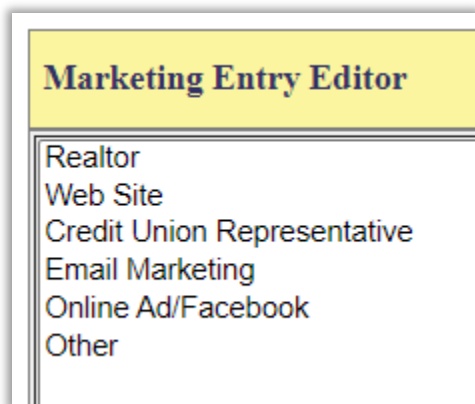 Marketing Entry Editor
Realtor
Web Site
Credit Union Representative
Email Marketing
Online Ad/Facebook
Other